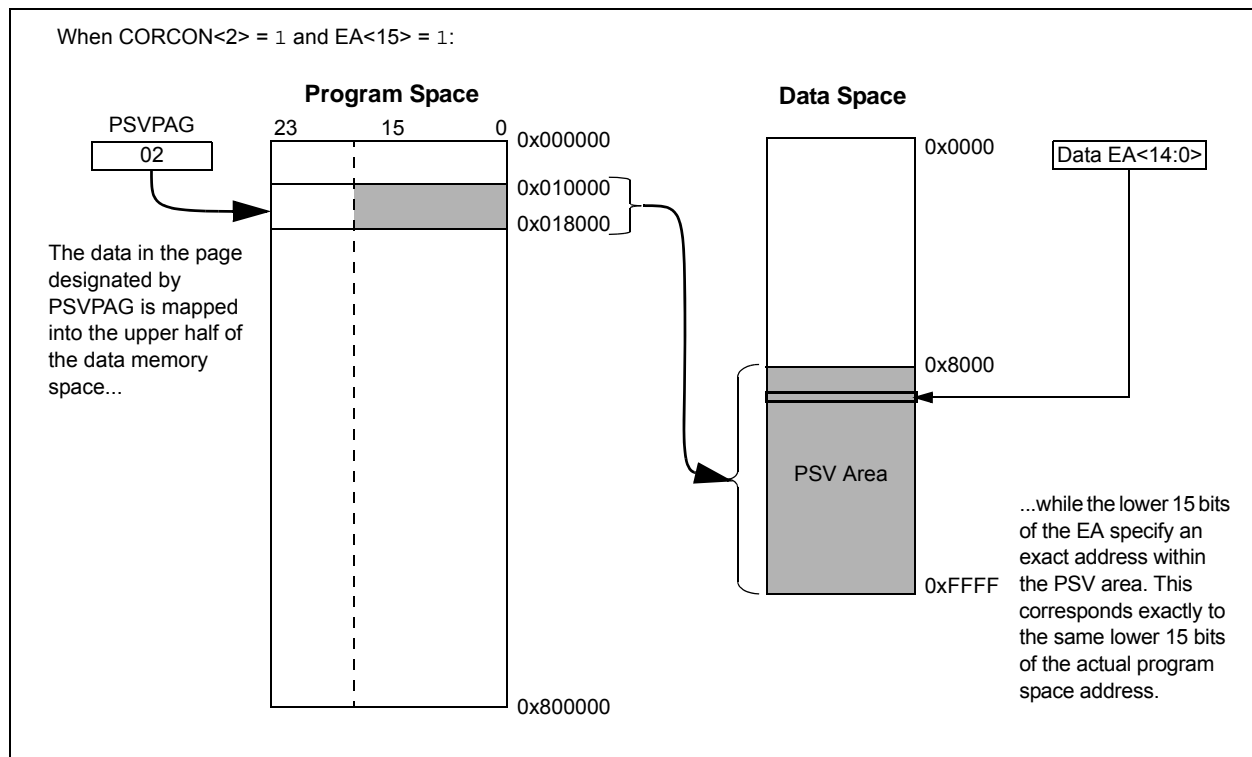 When CORCON<2> = 1 and EA<15> = 1:
Program Space
Data Space
PSVPAG
02
23 15 0
0x000000
0x010000
0x018000
0x800000
The data in the page
designated by
PSVPAG is mapped
into the upper half of
the data memory
space...
0x0000
0x8000
0xFFFF
PSV Area
Data EA<14:0>
...while the lower 15 bits
of the EA specify an
exact address within
the PSV area. This
corresponds exactly to
the same lower 15 bits
of the actual program
space address.